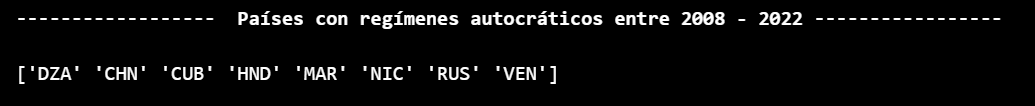 ------------------ Países con regímenes autocráticos entre 2008 - 2022 -----------------
['DZA' 'CHN' 'CUB' 'HND' 'MAR' 'NIC' 'RUS' 'VEN']